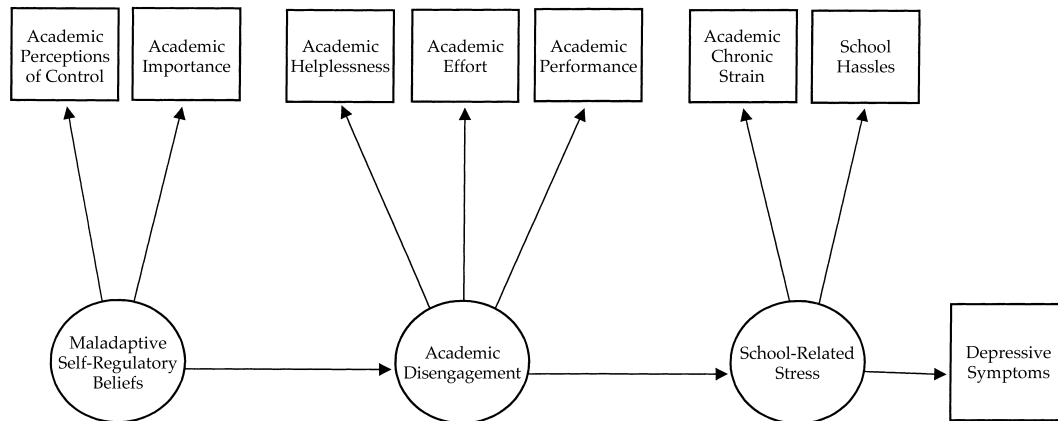 Academic
Perceptions
of Control
Academic
Importance
Academic
Helplessness
Academic
Effort
Academic
Performance
Academic
Chronic
Strain
School
Hassles
Maladaptive
Self-Regulatory
Beliefs
Academic
Disengagement
School-Related
Stress
Depressive
Symptoms